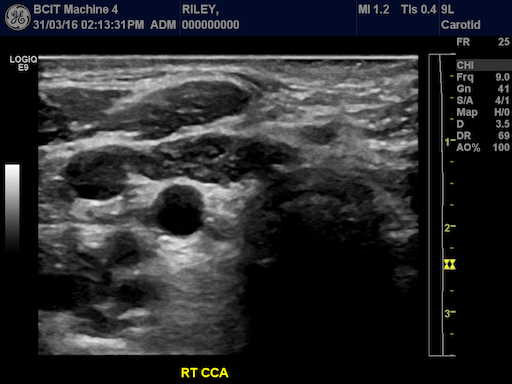 BCIT Machine 4 RILEY, MI 1.2 TIs 0.4 9L
31/03/16 02:13:31PM ADM 000000000 Carotid
FR 25
LOGIQ
E9
CHI
Frq 9.0
Gn 41
S/A 4/1
Map H/0
D 3.5
DR 69
AO% 100
1
2
3
RT CCA